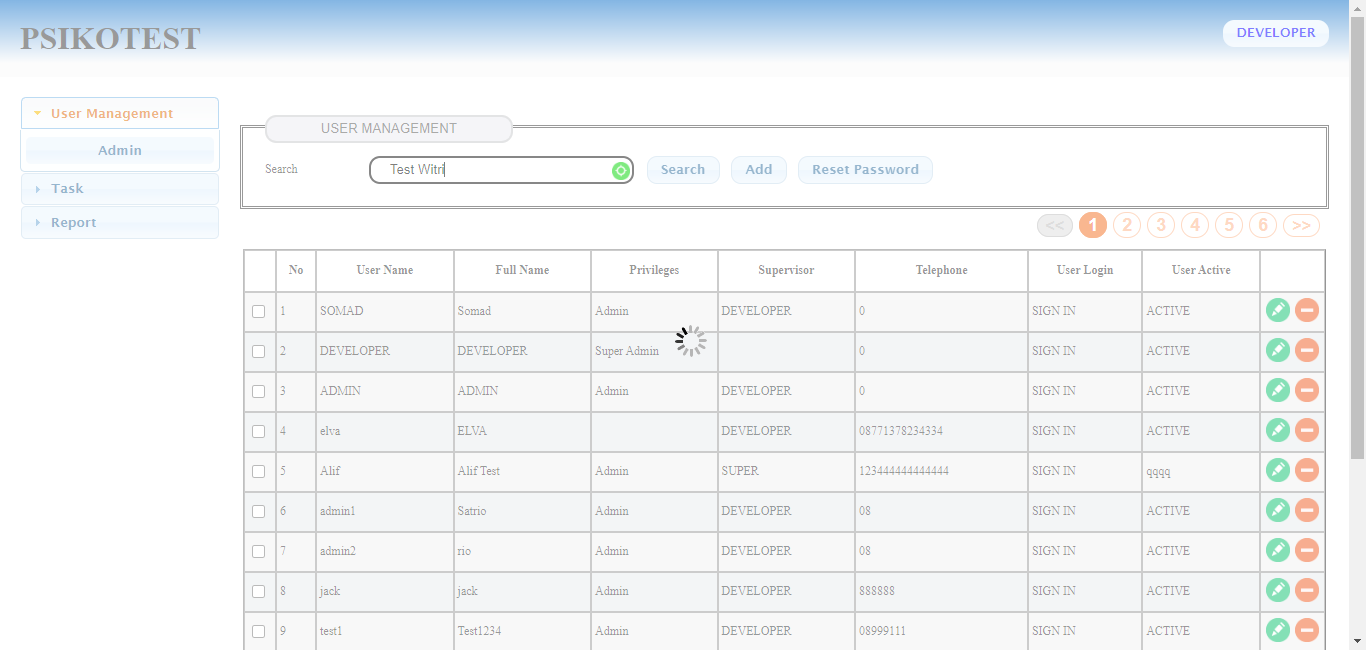 PSIKOTEST
DEVELOPER
User Management
Admin
Task
Report
USER MANAGEMENT
Search Test Witri Search Add Reset Password
<< 1 2 3 4 5 6 >>
No User Name Full Name Privileges Supervisor Telephone User Login User Active
1 SOMAD Somad Admin DEVELOPER 0 SIGN IN ACTIVE
2 DEVELOPER DEVELOPER Super Admin 0 SIGN IN ACTIVE
3 ADMIN ADMIN Admin DEVELOPER 0 SIGN IN ACTIVE
4 elva ELVA DEVELOPER 08771378234334 SIGN IN ACTIVE
5 Alif Alif Test Admin SUPER 123444444444444 SIGN IN qqqq
6 admin1 Satrio Admin DEVELOPER 08 SIGN IN ACTIVE
7 admin2 rio Admin DEVELOPER 08 SIGN IN ACTIVE
8 jack jack Admin DEVELOPER 888888 SIGN IN ACTIVE
9 test1 Test1234 Admin DEVELOPER 08999111 SIGN IN ACTIVE